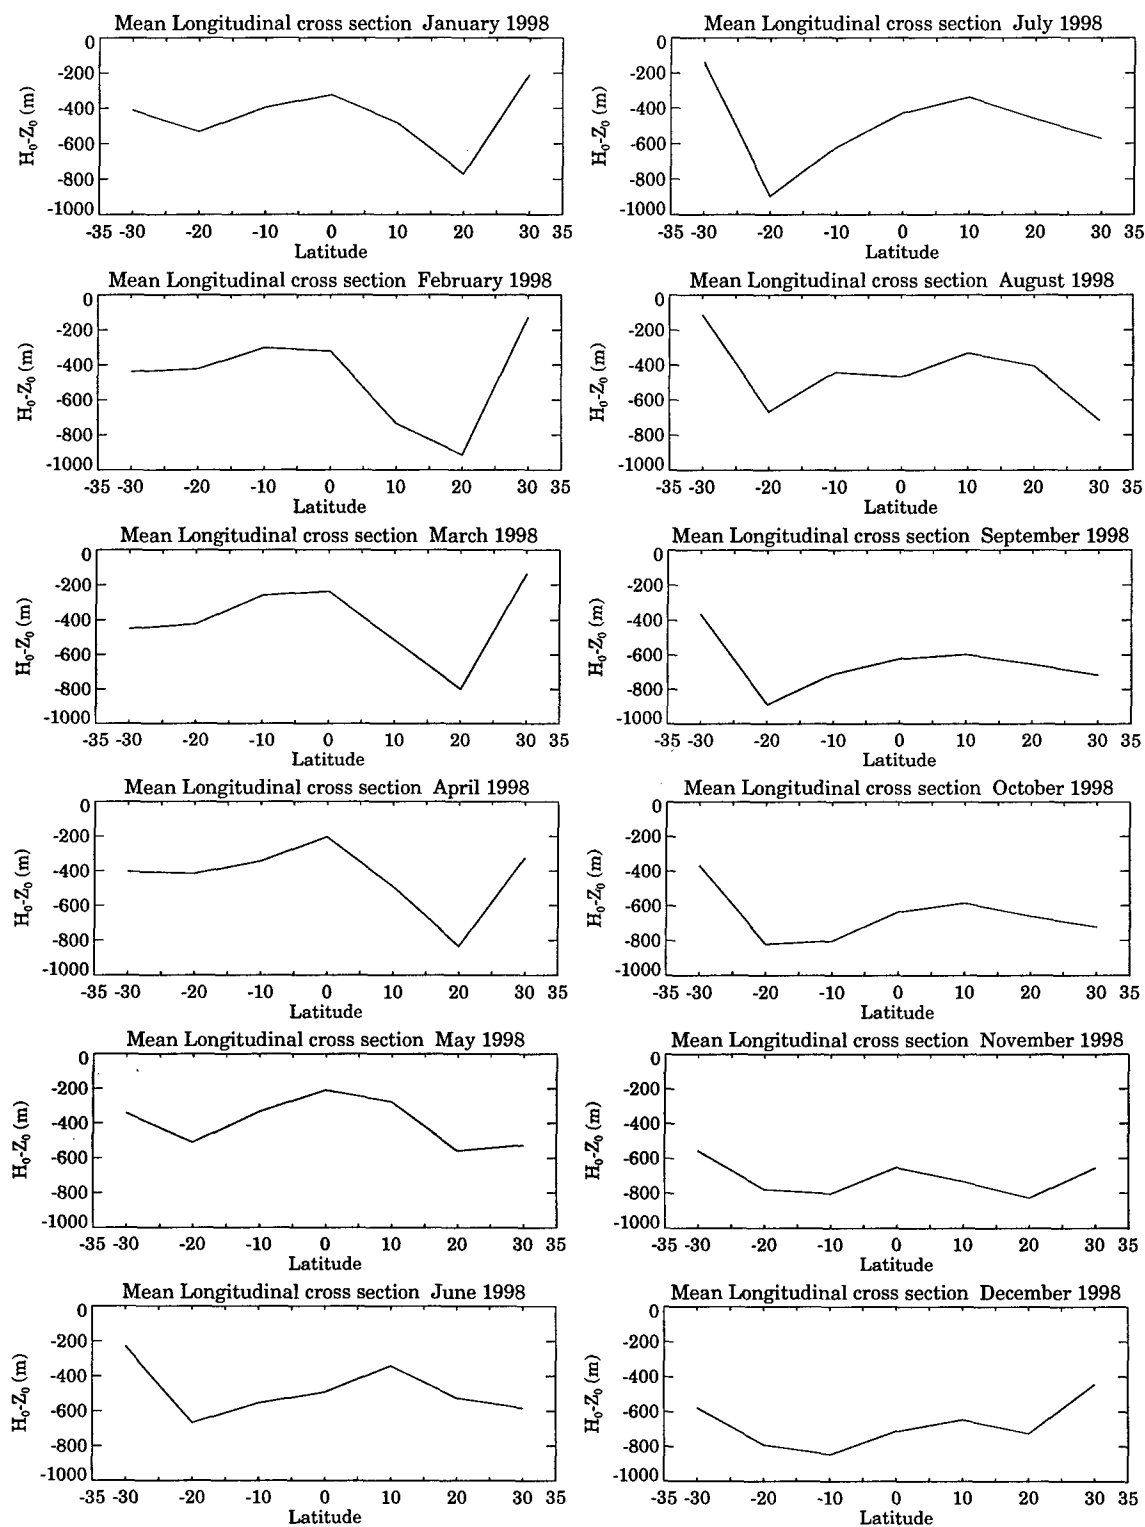 Mean Longitudinal cross section January 1998
0
-200
-400
-600
-800
-1000
H₀-Z₀ (m)
-35 -30 -20 -10 0 10 20 30 35
Latitude
Mean Longitudinal cross section July 1998
0
-200
-400
-600
-800
-1000
H₀-Z₀ (m)
-35 -30 -20 -10 0 10 20 30 35
Latitude
Mean Longitudinal cross section February 1998
0
-200
-400
-600
-800
-1000
H₀-Z₀ (m)
-35 -30 -20 -10 0 10 20 30 35
Latitude
Mean Longitudinal cross section August 1998
0
-200
-400
-600
-800
-1000
H₀-Z₀ (m)
-35 -30 -20 -10 0 10 20 30 35
Latitude
Mean Longitudinal cross section March 1998
0
-200
-400
-600
-800
-1000
H₀-Z₀ (m)
-35 -30 -20 -10 0 10 20 30 35
Latitude
Mean Longitudinal cross section September 1998
0
-200
-400
-600
-800
-1000
H₀-Z₀ (m)
-35 -30 -20 -10 0 10 20 30 35
Latitude
Mean Longitudinal cross section April 1998
0
-200
-400
-600
-800
-1000
H₀-Z₀ (m)
-35 -30 -20 -10 0 10 20 30 35
Latitude
Mean Longitudinal cross section October 1998
0
-200
-400
-600
-800
-1000
H₀-Z₀ (m)
-35 -30 -20 -10 0 10 20 30 35
Latitude
Mean Longitudinal cross section May 1998
0
-200
-400
-600
-800
-1000
H₀-Z₀ (m)
-35 -30 -20 -10 0 10 20 30 35
Latitude
Mean Longitudinal cross section November 1998
0
-200
-400
-600
-800
-1000
H₀-Z₀ (m)
-35 -30 -20 -10 0 10 20 30 35
Latitude
Mean Longitudinal cross section June 1998
0
-200
-400
-600
-800
-1000
H₀-Z₀ (m)
-35 -30 -20 -10 0 10 20 30 35
Latitude
Mean Longitudinal cross section December 1998
0
-200
-400
-600
-800
-1000
H₀-Z₀ (m)
-35 -30 -20 -10 0 10 20 30 35
Latitude